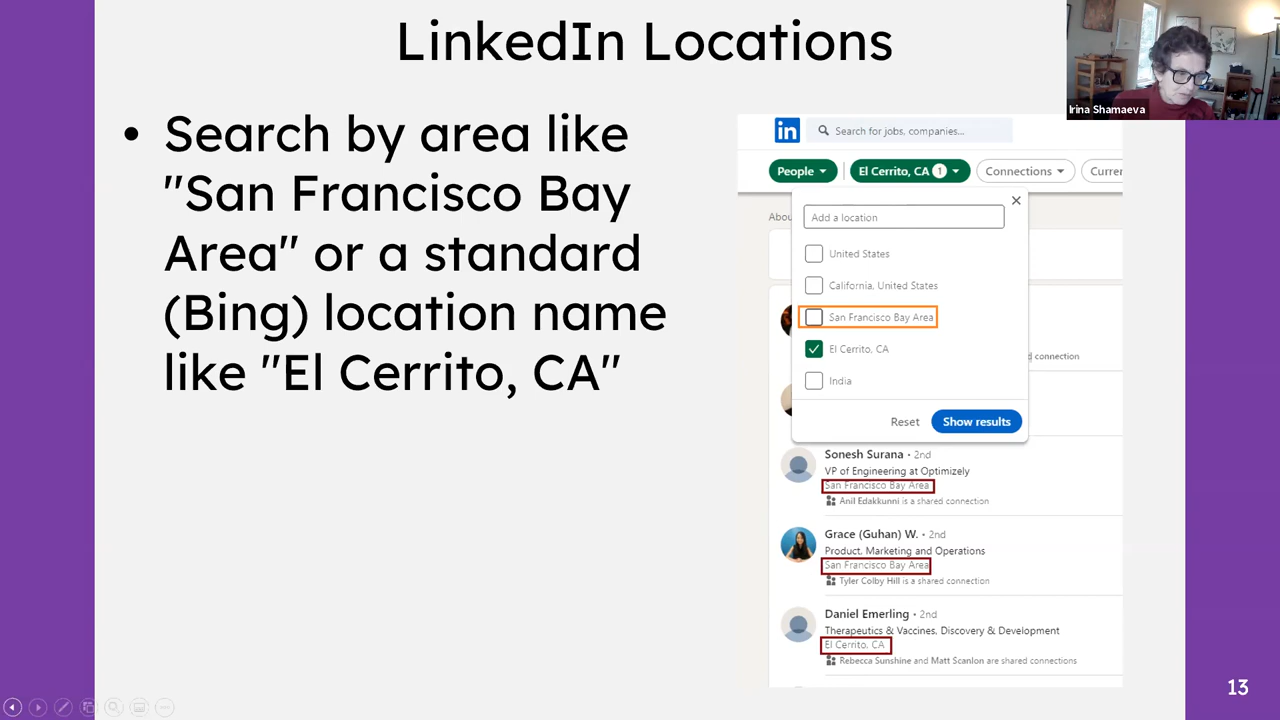 LinkedIn Locations
Irina Shamaeva
• Search by area like
"San Francisco Bay
Area" or a standard
(Bing) location name
like "El Cerrito, CA"
in
Search for jobs, companies...
People
El Cerrito, CA 1
Connections
Curre
Abou
Add a location
United States
California, United States
San Francisco Bay Area
El Cerrito, CA
d connection
India
Reset
Show results
Sonesh Surana • 2nd
VP of Engineering at Optimizely
San Francisco Bay Area
Anil Edakkunni is a shared connection
Grace (Guhan) W. • 2nd
Product, Marketing and Operations
San Francisco Bay Area
Tyler Colby Hill is a shared connection
Daniel Emerling • 2nd
Therapeutics & Vaccines, Discovery & Development
El Cerrito, CA
Rebecca Sunshine and Matt Scanlon are shared connections
13